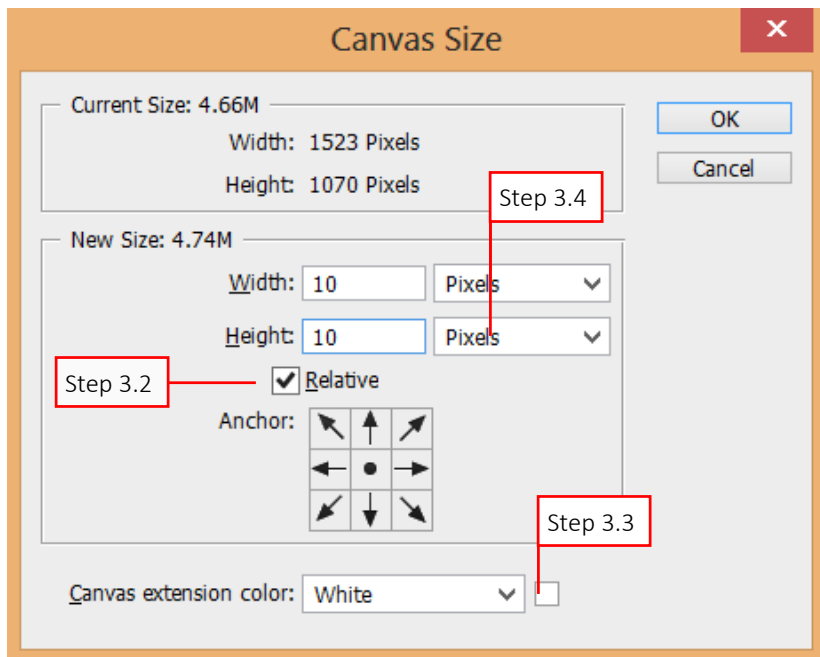 Canvas Size
Current Size: 4.66M
Width: 1523 Pixels
Height: 1070 Pixels
OK
Cancel
Step 3.4
New Size: 4.74M
Width: 10 Pixels
Height: 10 Pixels
Step 3.2
Relative
Anchor:
Step 3.3
Canvas extension color: White